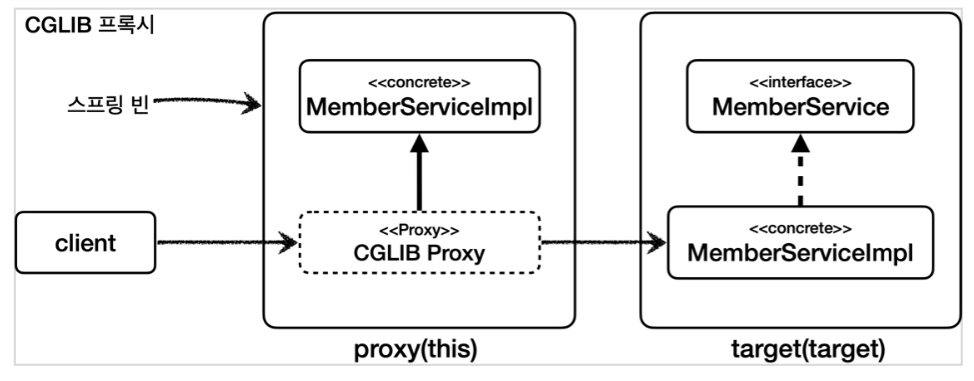 CGLIB 프록시
스프링 빈
client
<<concrete>>
MemberServiceImpl
<<Proxy>>
CGLIB Proxy
proxy(this)
<<interface>>
MemberService
<<concrete>>
MemberServiceImpl
target(target)